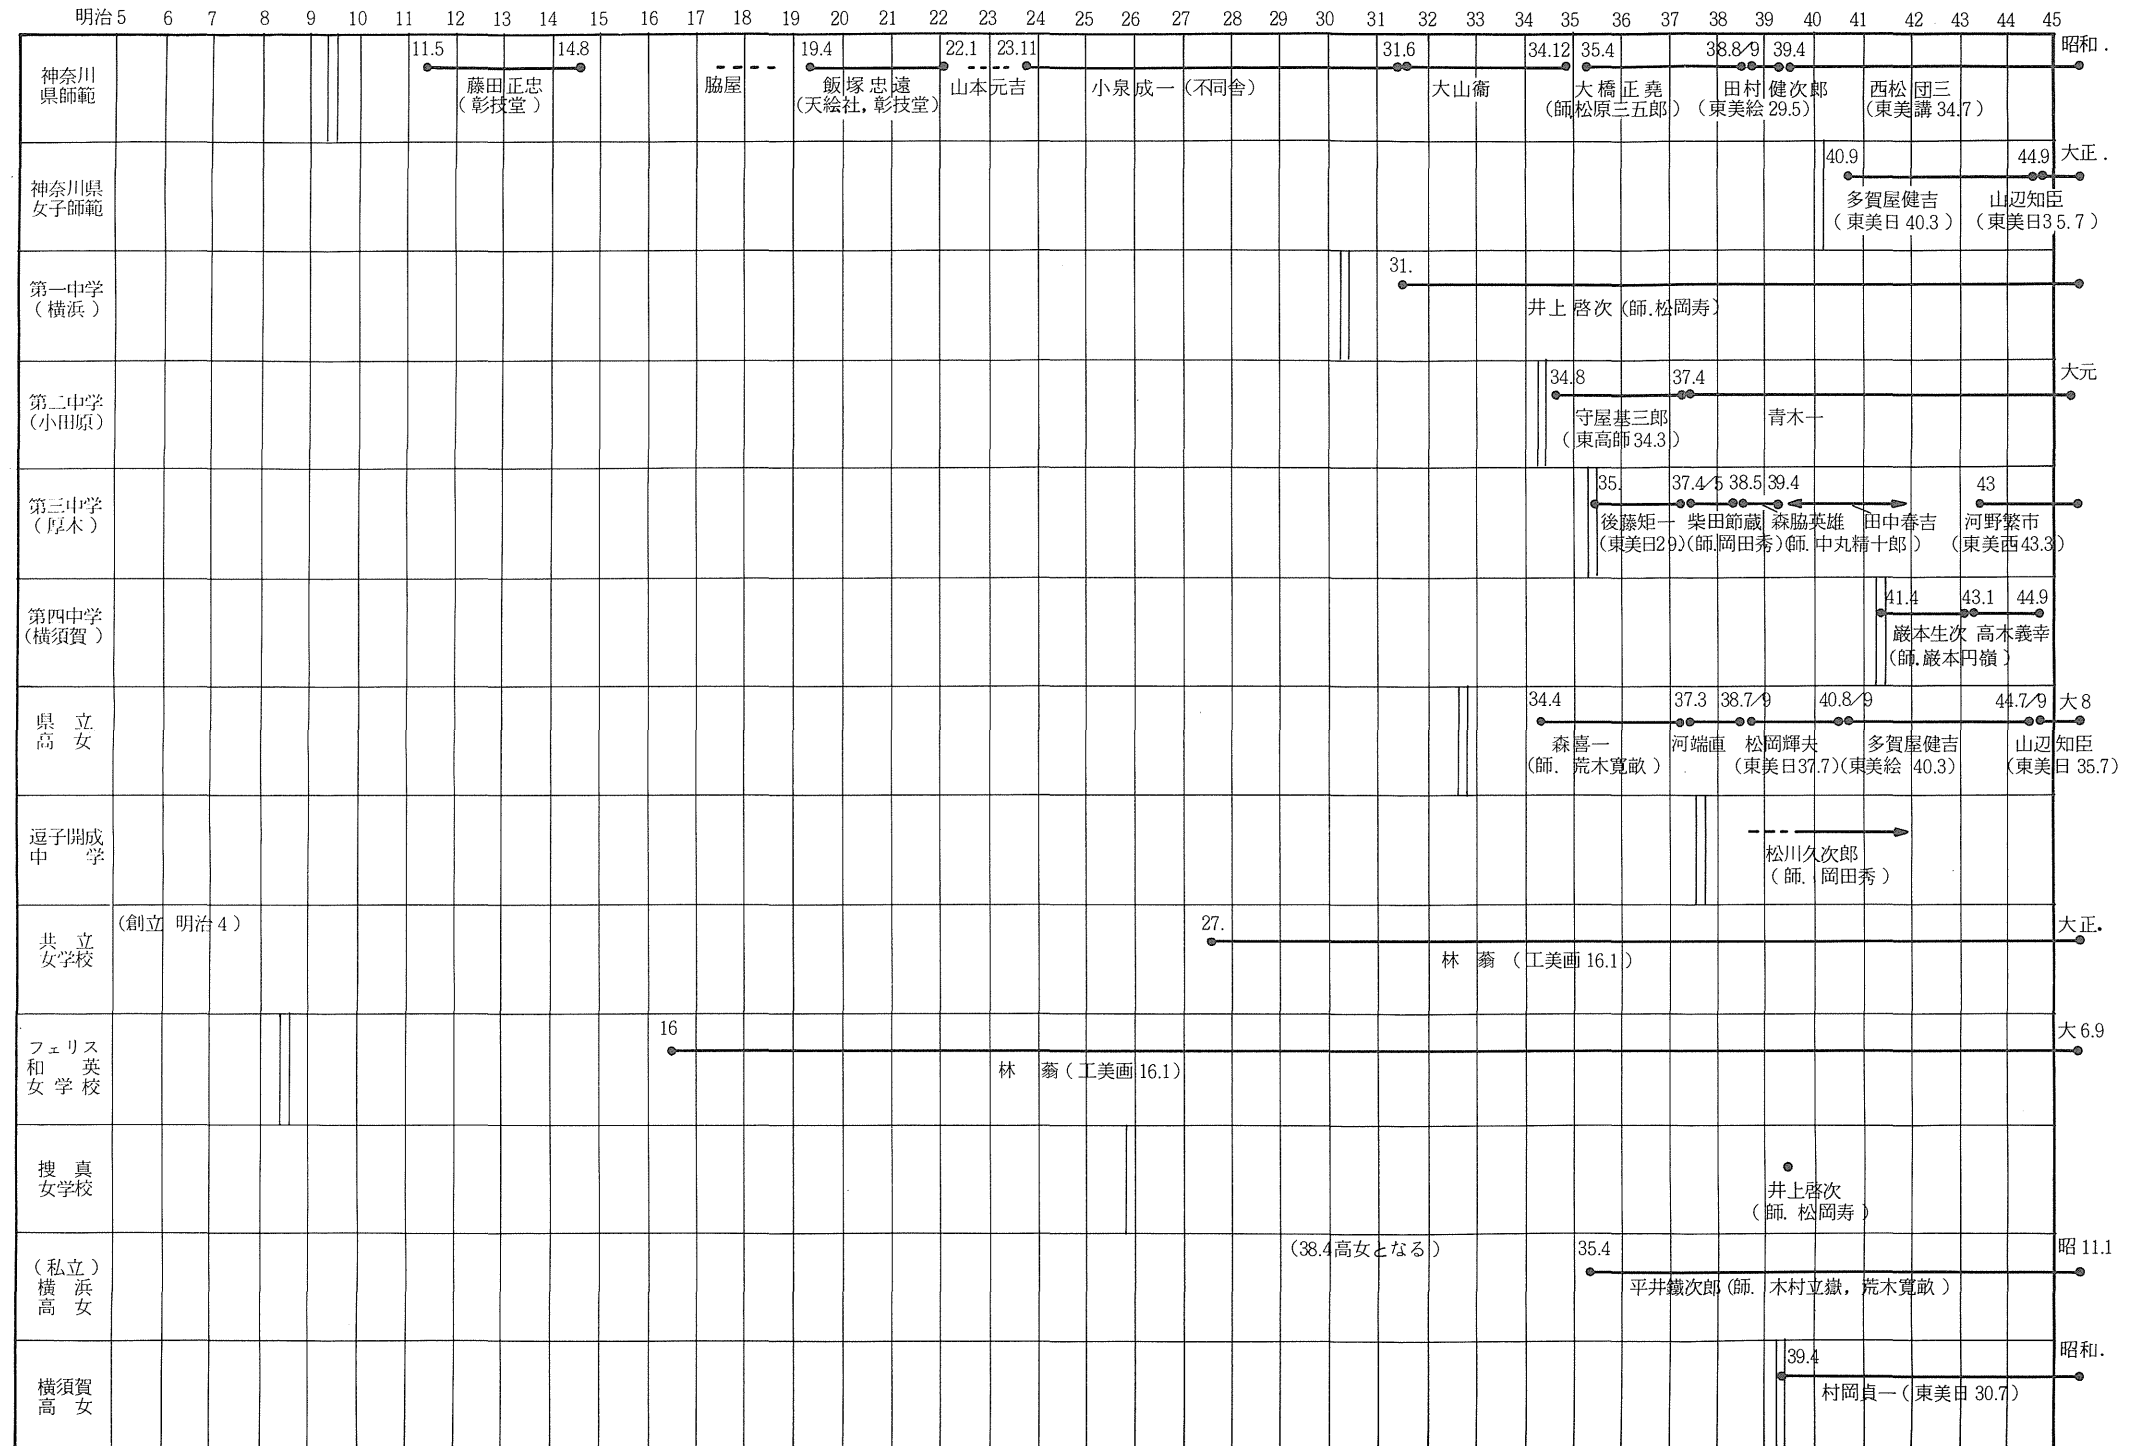 明治5 6 7 8 9 10 11 12 13 14 15 16 17 18 19 20 21 22 23 24 25 26 27 28 29 30 31 32 33 34 35 36 37 38 39 40 41 42 43 44 45
神奈川
県師範
11.5 14.8 19.4 22.1 23.11 31.6 34.12 35.4 38.8/9 39.4 昭和.
藤田正忠 脇屋 飯塚忠遠 山本元吉 小泉成一(不同舎) 大山衞 大橋正堯 田村健次郎 西松団三
(彰技堂) (天絵社,彰技堂) (師松原三五郎) (東美絵29.5) (東美講34.7)
神奈川県
女子師範
40.9 44.9 大正.
多賀屋健吉 山辺知臣
(東美日40.3) (東美日35.7)
第一中学
(横浜)
31.
井上啓次(師.松岡寿)
第二中学
(小田原)
34.8 37.4 大元
守屋基三郎 青木一
(東高師34.3)
第三中学
(厚木)
35. 37.4/5 38.5 39.4 43
後藤矩一 柴田節蔵 森脇英雄 田中春吉 河野繁市
(東美日29)(師.岡田秀)(師.中丸精十郎) (東美西43.3)
第四中学
(横須賀)
41.4 43.1 44.9
巌本生次 高木義幸
(師.巌本円嶺)
県立
高女
34.4 37.3 38.7/9 40.8/9 44.7/9 大8
森喜一 河端直 松岡輝夫 多賀屋健吉 山辺知臣
(師.荒木寛畝) (東美日37.7)(東美絵40.3) (東美日35.7)
逗子開成
中学
松川久次郎
(師.岡田秀)
共立
女学校
(創立 明治4)
27. 大正.
林蓊(工美画16.1)
フェリス
和英
女学校
16 大6.9
林蓊(工美画16.1)
捜真
女学校
井上啓次
(師.松岡寿)
(私立)
横浜
高女
(38.4高女となる) 35.4 昭11.1
平井鐵次郎(師.木村立嶽,荒木寛畝)
横須賀
高女
39.4 昭和.
村岡貞一(東美日30.7)